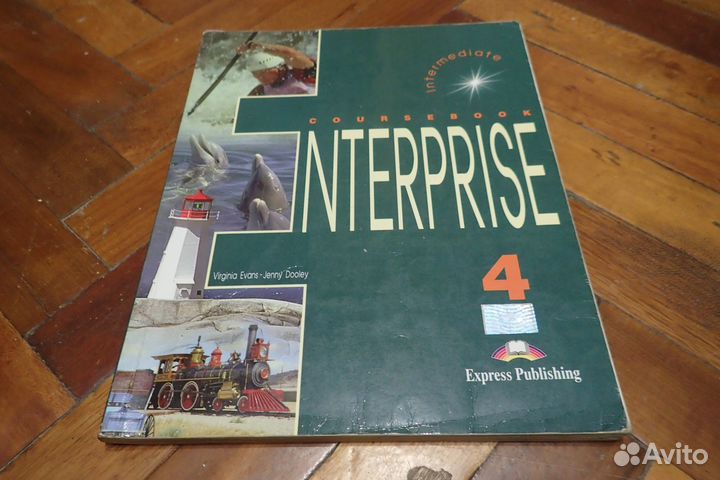 intermediate
COURSEBOOK
ENTERPRISE
Virginia Evans - Jenny Dooley
4
Express Publishing
Avito